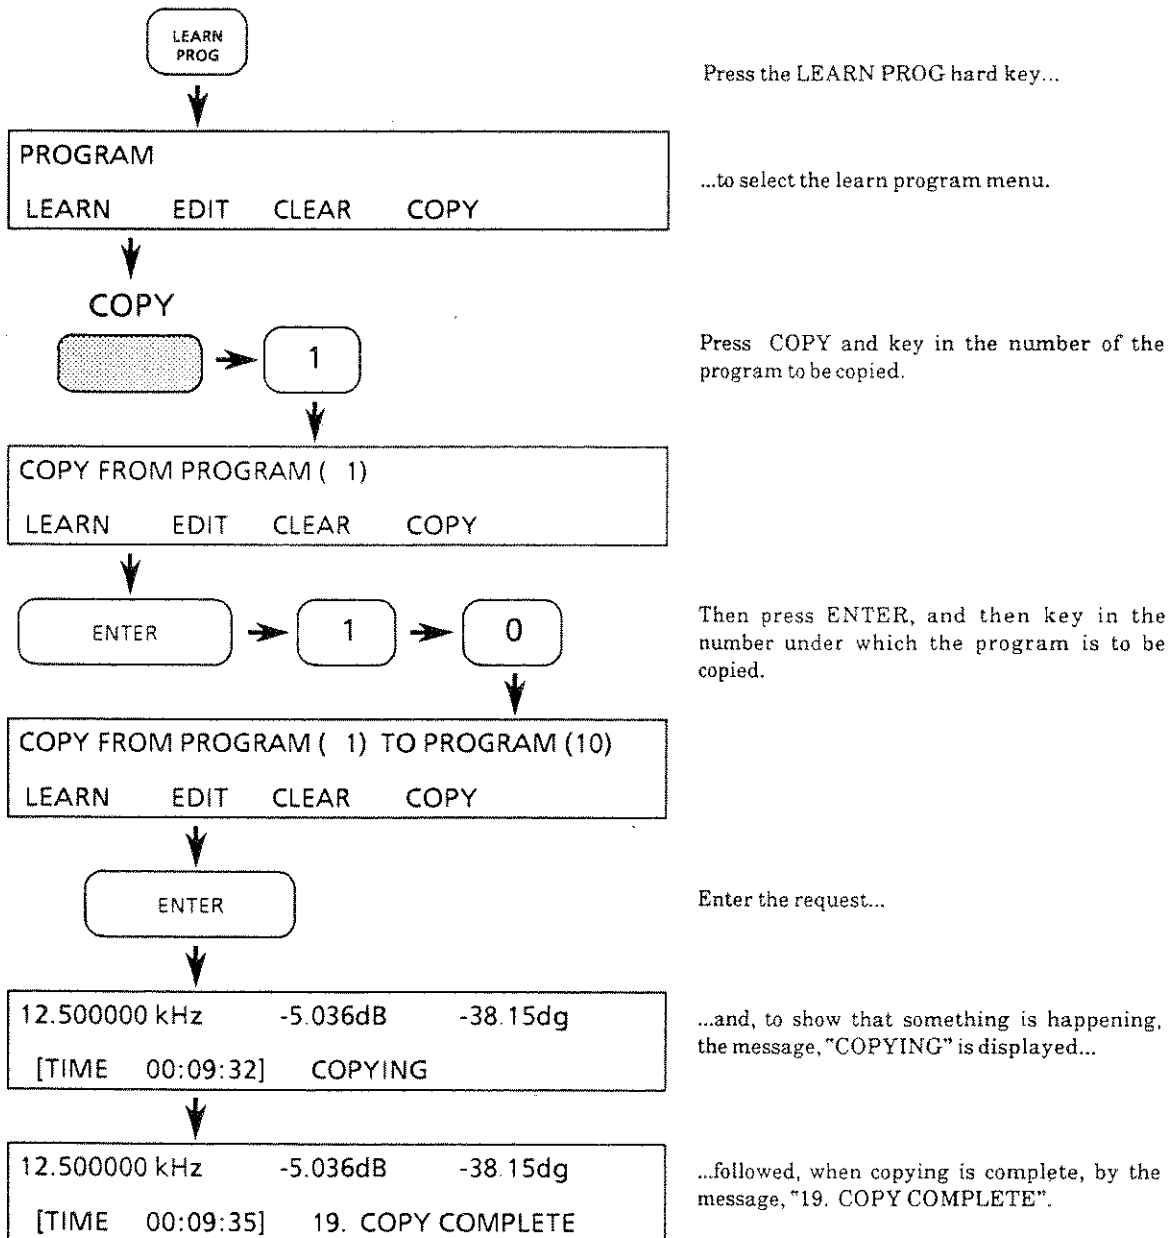 LEARN
PROG
Press the LEARN PROG hard key...
PROGRAM
LEARN EDIT CLEAR COPY
...to select the learn program menu.
COPY
1
Press COPY and key in the number of the
program to be copied.
COPY FROM PROGRAM ( 1)
LEARN EDIT CLEAR COPY
ENTER 1 0
Then press ENTER, and then key in the
number under which the program is to be
copied.
COPY FROM PROGRAM ( 1) TO PROGRAM (10)
LEARN EDIT CLEAR COPY
ENTER
Enter the request...
12.500000 kHz -5.036dB -38.15dg
[TIME 00:09:32] COPYING
...and, to show that something is happening,
the message, "COPYING" is displayed...
12.500000 kHz -5.036dB -38.15dg
[TIME 00:09:35] 19. COPY COMPLETE
...followed, when copying is complete, by the
message, "19. COPY COMPLETE".